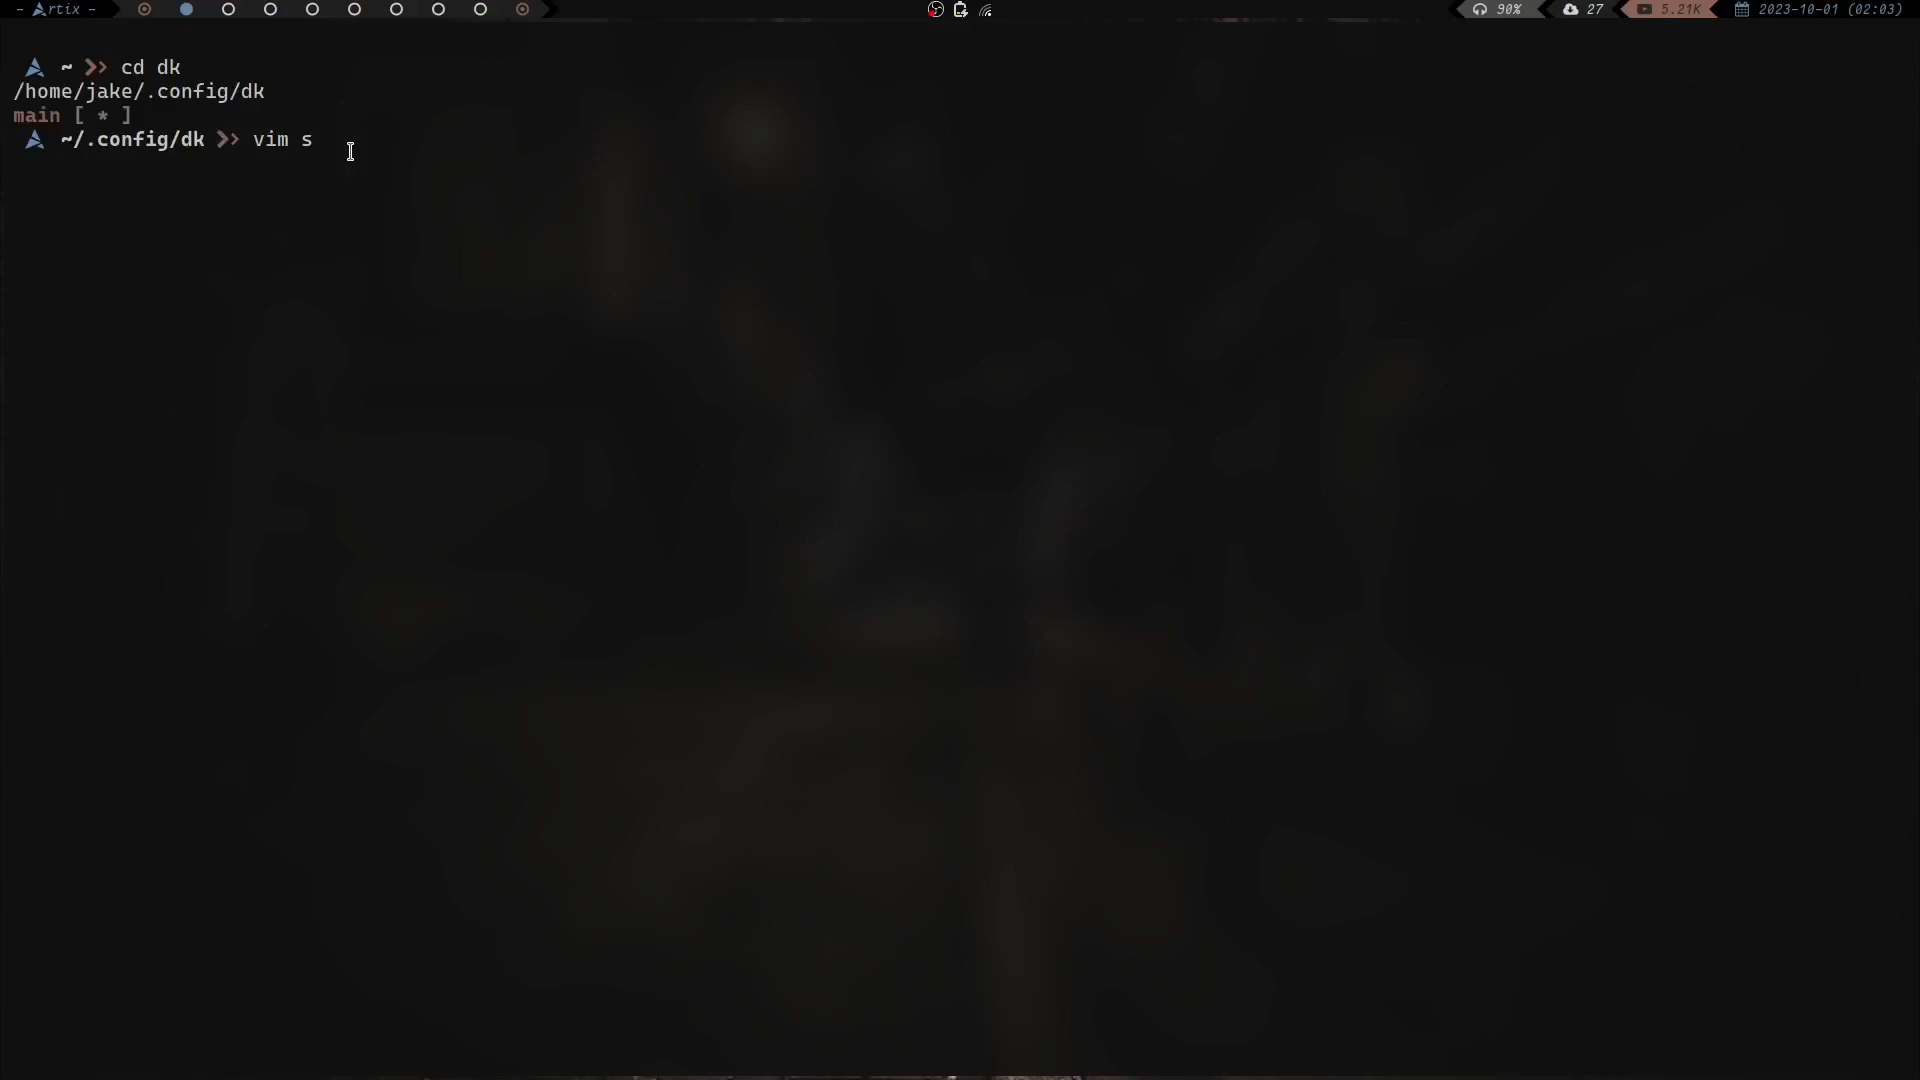 - Artix -
90%
27
5.21K
2023-10-01 (02:03)
~ cd dk
/home/jake/.config/dk
main [ * ]
~/.config/dk vim s